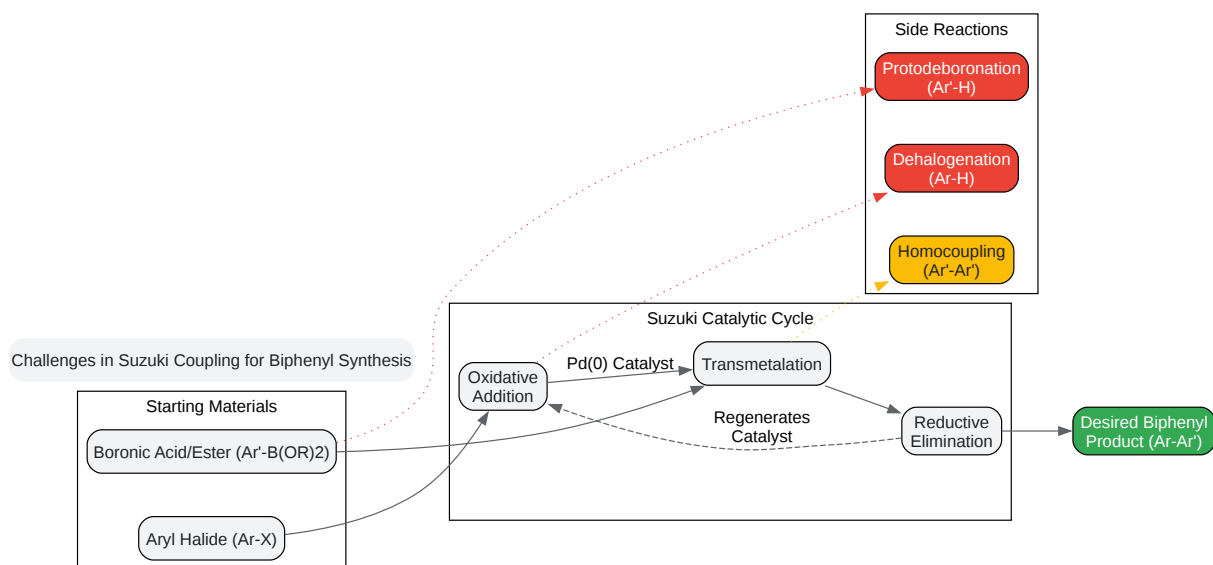 Side Reactions
Protodeboronation
(Ar'-H)
Dehalogenation
(Ar-H)
Homocoupling
(Ar'-Ar')
Suzuki Catalytic Cycle
Challenges in Suzuki Coupling for Biphenyl Synthesis
Pd(0) Catalyst
Transmetalation
Oxidative
Addition
Starting Materials
Regenerates
Catalyst
Reductive
Elimination
Desired Biphenyl
Product (Ar-Ar')
Boronic Acid/Ester (Ar'-B(OR)2)
Aryl Halide (Ar-X)